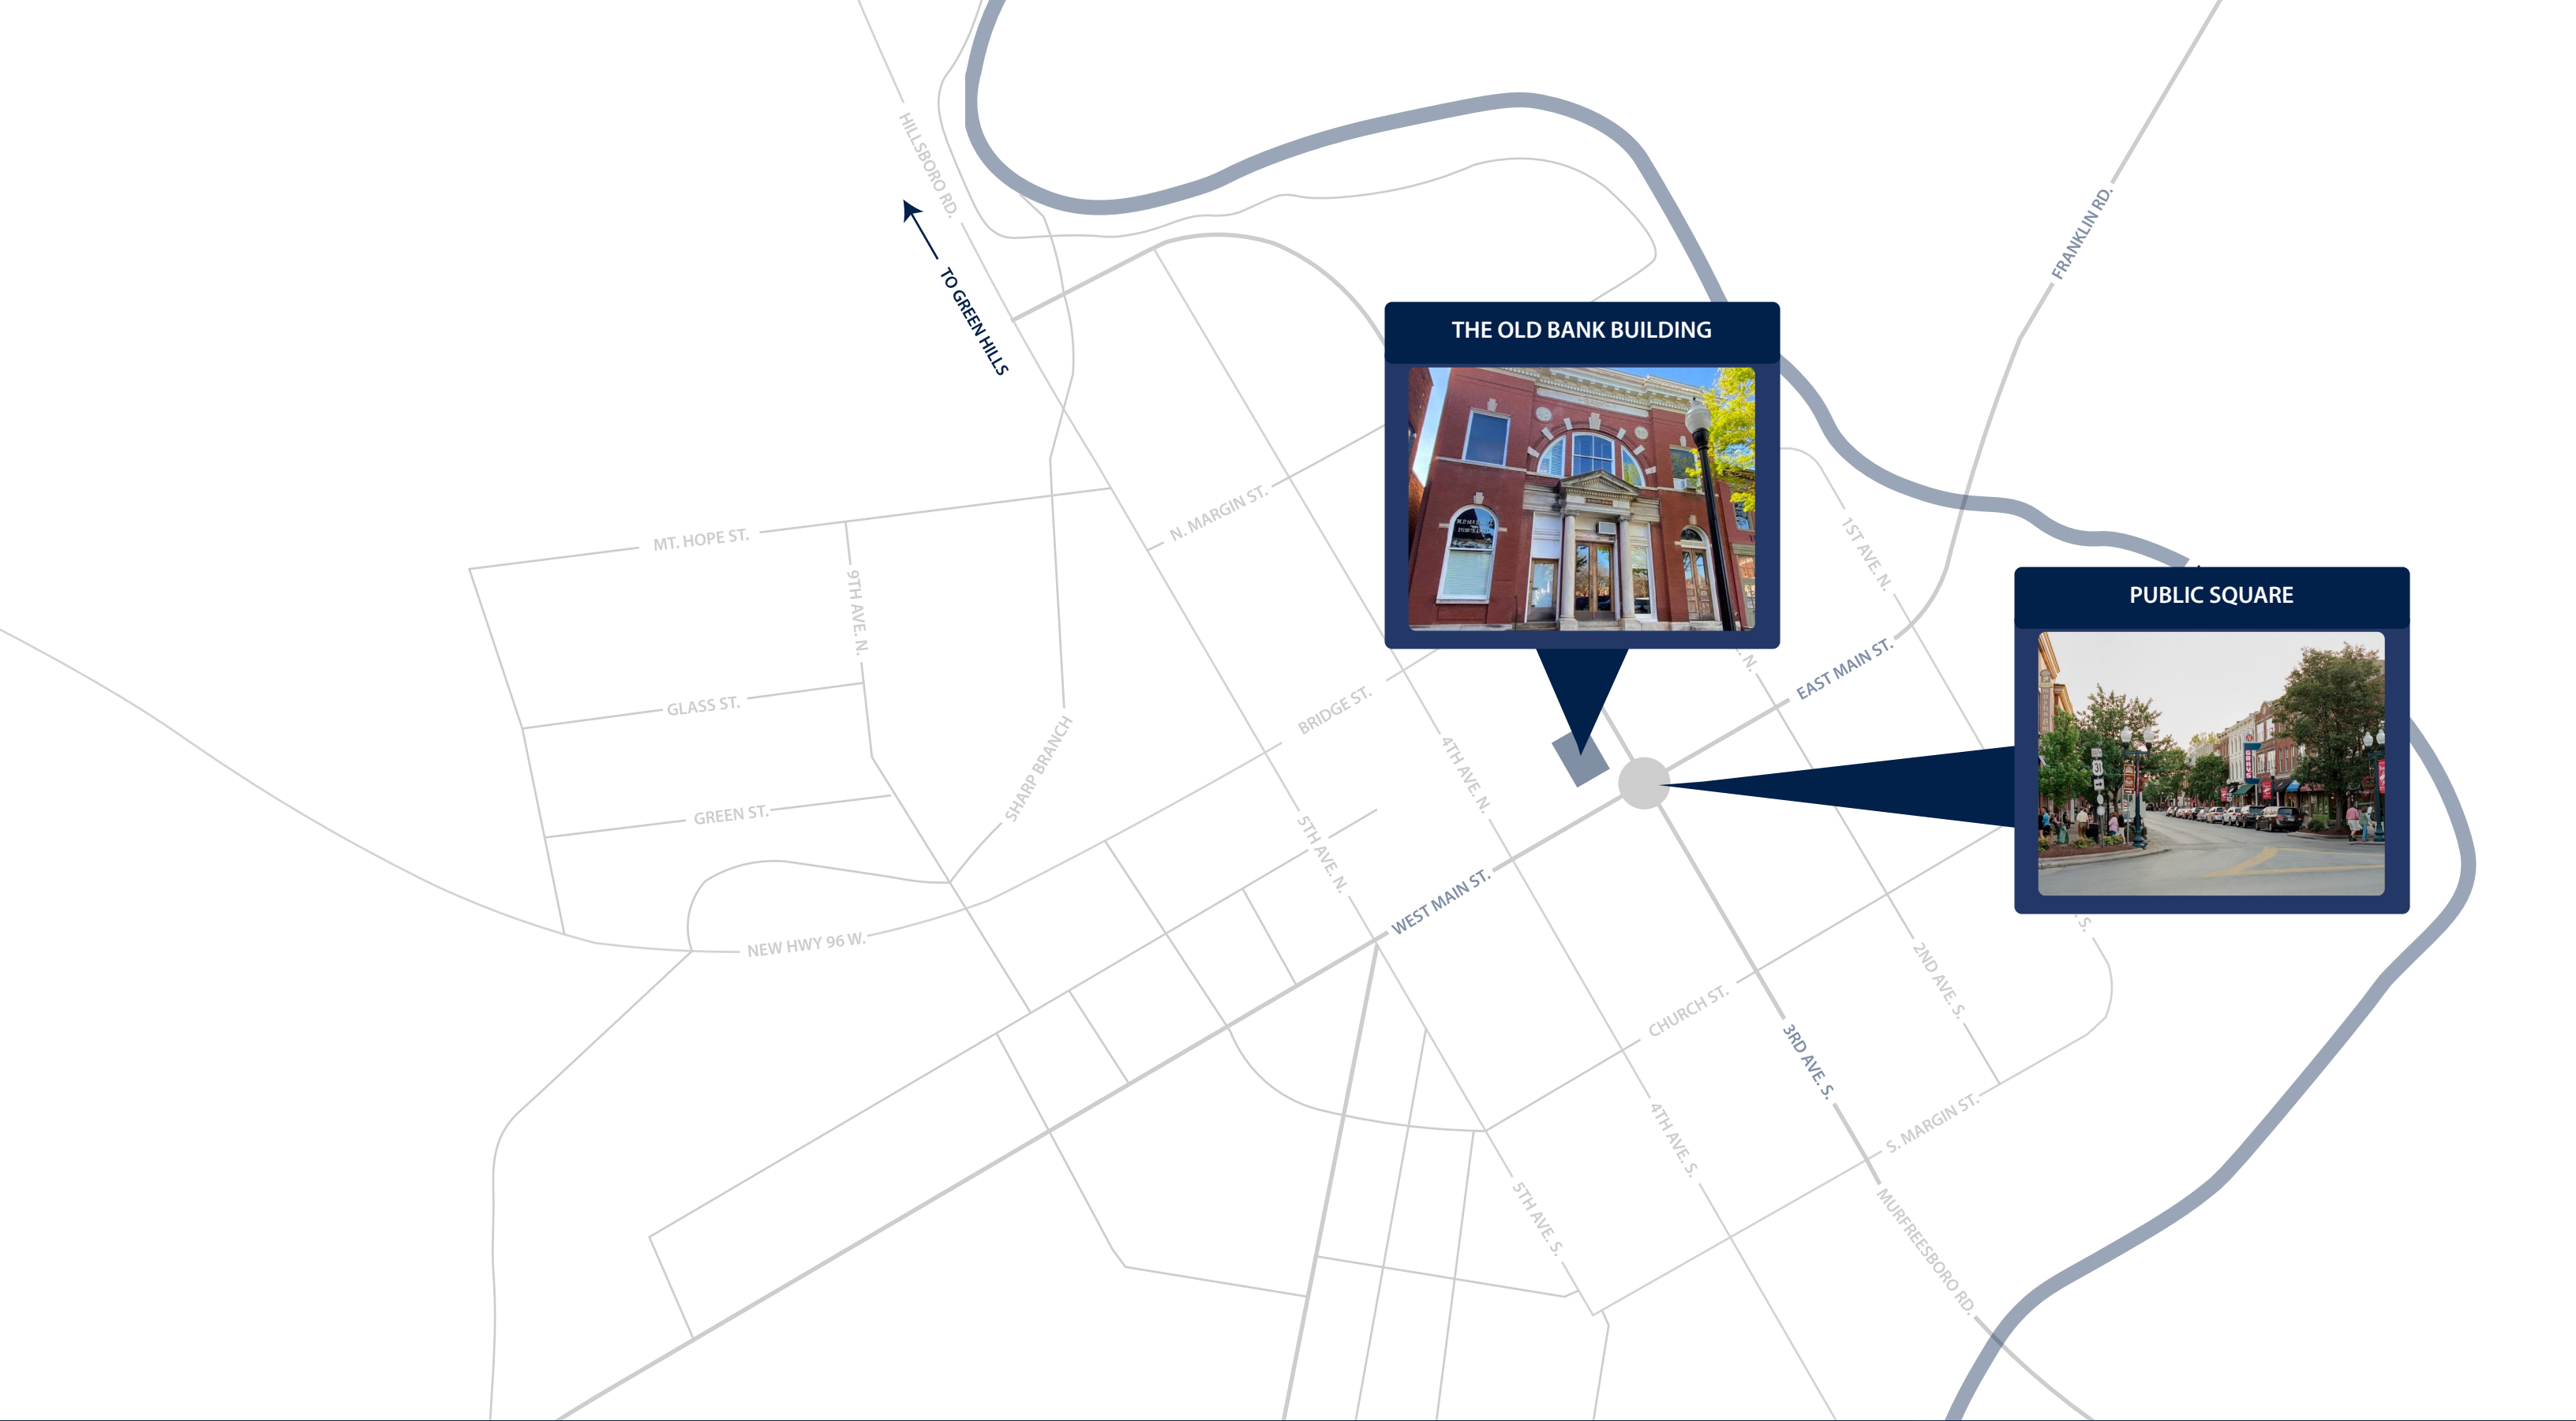 HILLSBORO RD.
TO GREEN HILLS
FRANKLIN RD.
THE OLD BANK BUILDING
N. MARGIN ST.
MT. HOPE ST.
1ST AVE. N.
9TH AVE. N.
PUBLIC SQUARE
EAST MAIN ST.
. N.
GLASS ST.
BRIDGE ST.
SHARP BRANCH
4TH AVE. N.
GREEN ST.
5TH AVE. N.
WEST MAIN ST.
NEW HWY 96 W.
S.
2ND AVE. S.
CHURCH ST.
3RD AVE. S.
4TH AVE. S.
S. MARGIN ST.
5TH AVE. S.
MURFREESBORO RD.
31
GRAYS